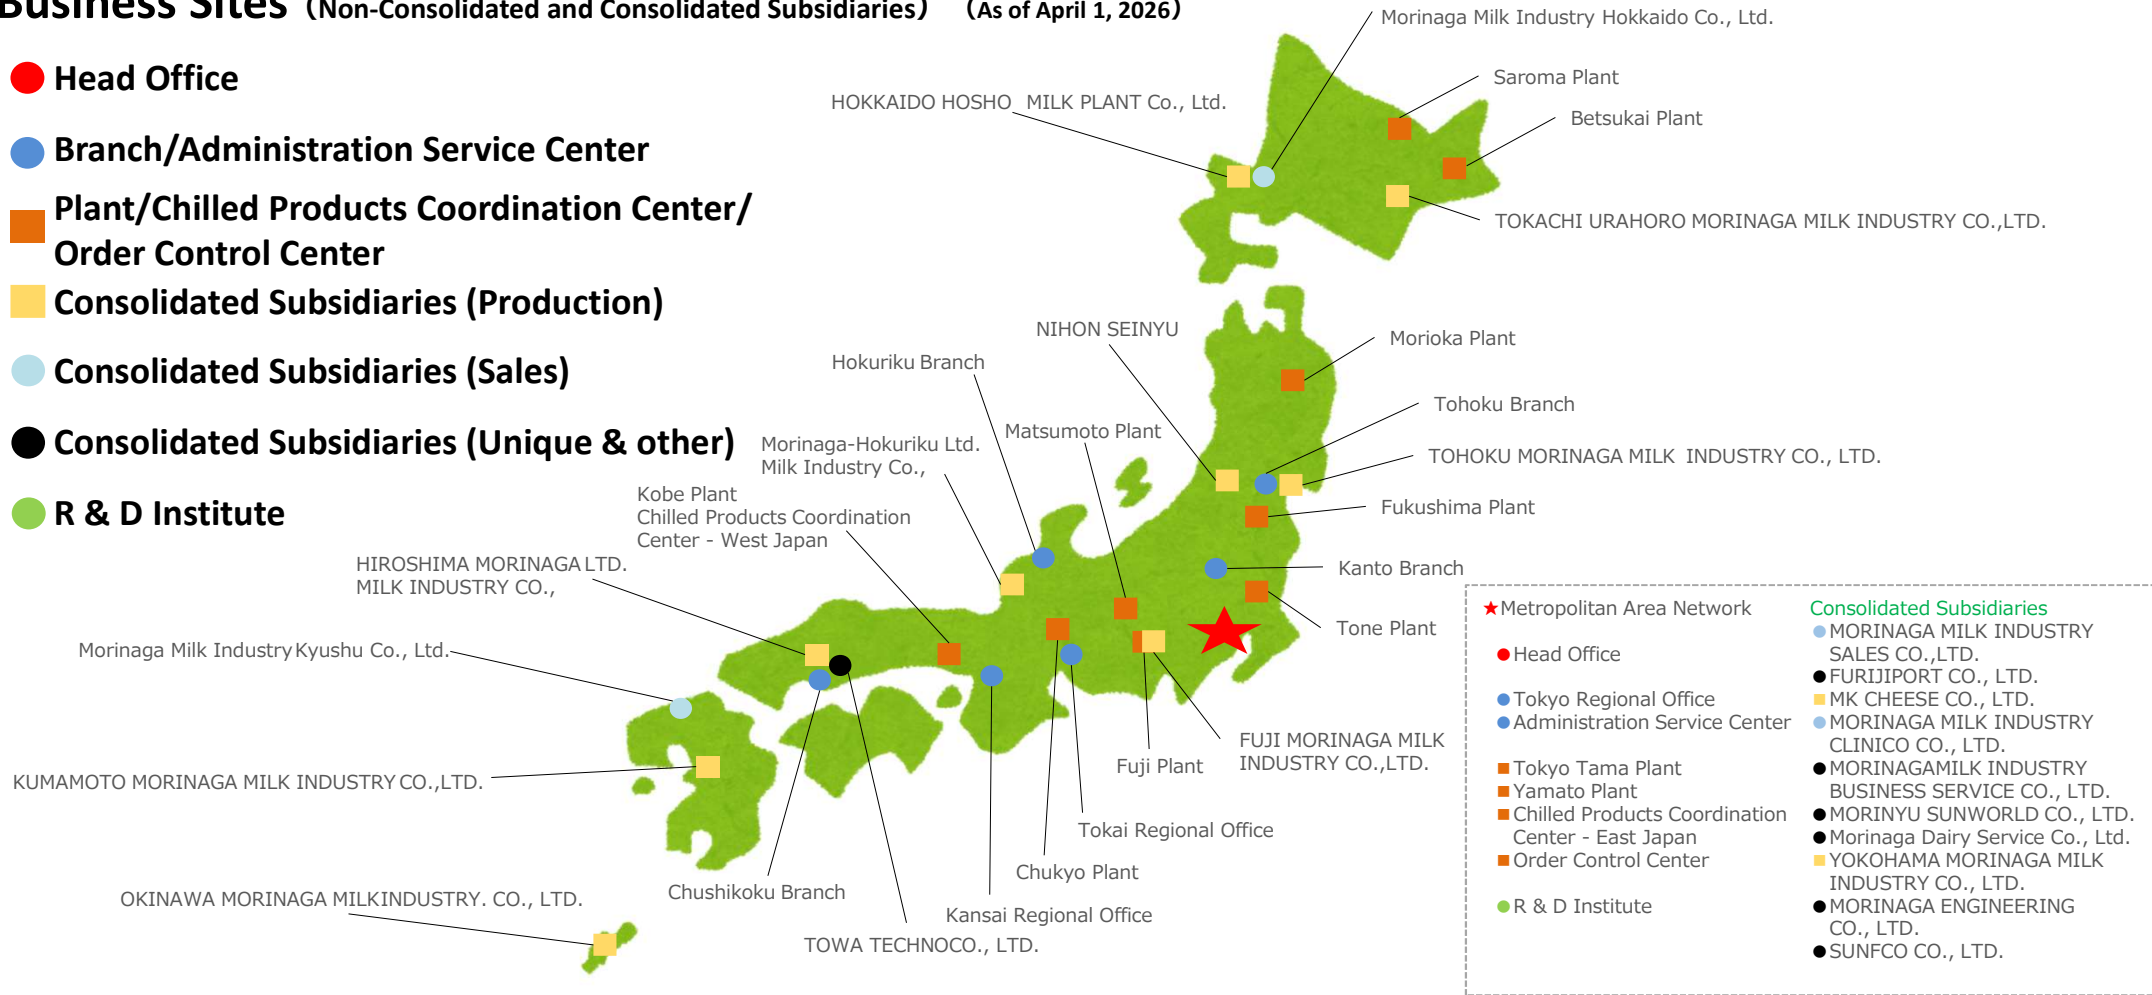 Business Sites (Non-Consolidated and Consolidated Subsidiaries) (As of April 1, 2026)
Head Office
Branch/Administration Service Center
Plant/Chilled Products Coordination Center/
Order Control Center
Consolidated Subsidiaries (Production)
Consolidated Subsidiaries (Sales)
Consolidated Subsidiaries (Unique & other)
R & D Institute
Morinaga Milk Industry Hokkaido Co., Ltd.
Saroma Plant
HOKKAIDO HOSHO MILK PLANT Co., Ltd.
Betsukai Plant
TOKACHI URAHORO MORINAGA MILK INDUSTRY CO.,LTD.
NIHON SEINYU
Morioka Plant
Hokuriku Branch
Tohoku Branch
Matsumoto Plant
Morinaga-Hokuriku Ltd.
Milk Industry Co.,
TOHOKU MORINAGA MILK INDUSTRY CO., LTD.
Kobe Plant
Chilled Products Coordination
Center - West Japan
Fukushima Plant
HIROSHIMA MORINAGA LTD.
MILK INDUSTRY CO.,
Kanto Branch
Tone Plant
Morinaga Milk Industry Kyushu Co., Ltd.
FUJI MORINAGA MILK
INDUSTRY CO.,LTD.
Fuji Plant
KUMAMOTO MORINAGA MILK INDUSTRY CO.,LTD.
Tokai Regional Office
Chukyo Plant
Chushikoku Branch
OKINAWA MORINAGA MILKINDUSTRY. CO., LTD.
Kansai Regional Office
TOWA TECHNOCO., LTD.
Metropolitan Area Network
Head Office
Tokyo Regional Office
Administration Service Center
Tokyo Tama Plant
Yamato Plant
Chilled Products Coordination
Center - East Japan
Order Control Center
R & D Institute
Consolidated Subsidiaries
MORINAGA MILK INDUSTRY
SALES CO.,LTD.
FURIJIPORT CO., LTD.
MK CHEESE CO., LTD.
MORINAGA MILK INDUSTRY
CLINICO CO., LTD.
MORINAGAMILK INDUSTRY
BUSINESS SERVICE CO., LTD.
MORINYU SUNWORLD CO., LTD.
Morinaga Dairy Service Co., Ltd.
YOKOHAMA MORINAGA MILK
INDUSTRY CO., LTD.
MORINAGA ENGINEERING
CO., LTD.
SUNFCO CO., LTD.